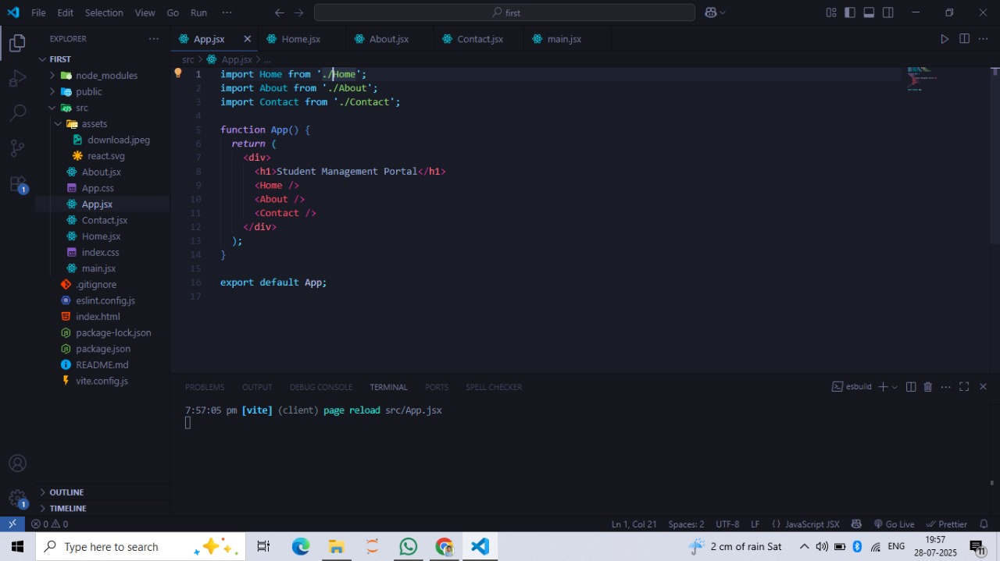 File Edit Selection View Go Run ··· first
EXPLORER ···
App.jsx Home.jsx About.jsx Contact.jsx main.jsx
FIRST
node_modules
public
src
assets
download.jpeg
react.svg
About.jsx
App.css
App.jsx
Contact.jsx
Home.jsx
index.css
main.jsx
.gitignore
eslint.config.js
index.html
package-lock.json
package.json
README.md
vite.config.js
OUTLINE
TIMELINE
src > App.jsx > ...
1 import Home from './Home';
2 import About from './About';
3 import Contact from './Contact';
4
5 function App() {
6 return (
7 <div>
8 <h1>Student Management Portal</h1>
9 <Home />
10 <About />
11 <Contact />
12 </div>
13 );
14 }
15
16 export default App;
17
PROBLEMS OUTPUT DEBUG CONSOLE TERMINAL PORTS SPELL CHECKER esbuild
7:57:05 pm [vite] (client) page reload src/App.jsx
1
1
0 0 Ln 1, Col 21 Spaces: 2 UTF-8 LF {} JavaScript JSX Go Live Prettier
Type here to search 2 cm of rain Sat ENG 19:57
28-07-2025 11